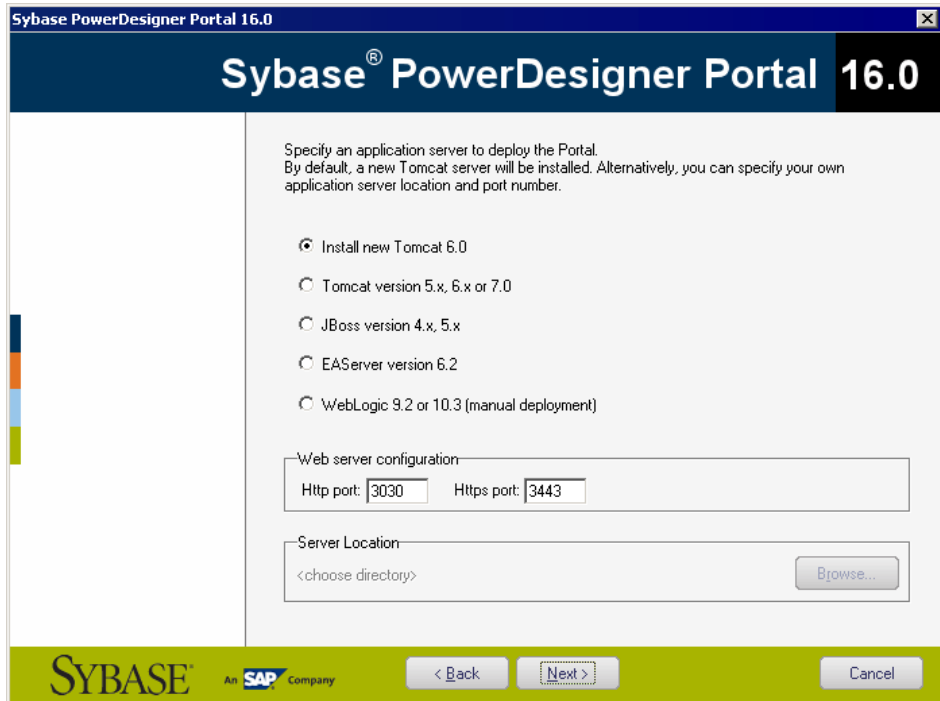 Sybase PowerDesigner Portal 16.0
Sybase® PowerDesigner Portal 16.0
Specify an application server to deploy the Portal.
By default, a new Tomcat server will be installed. Alternatively, you can specify your own
application server location and port number.
Install new Tomcat 6.0
Tomcat version 5.x, 6.x or 7.0
JBoss version 4.x, 5.x
EAServer version 6.2
WebLogic 9.2 or 10.3 (manual deployment)
Web server configuration
Http port: 3030 Https port: 3443
Server Location
<choose directory> Browse...
SYBASE An SAP Company < Back Next > Cancel